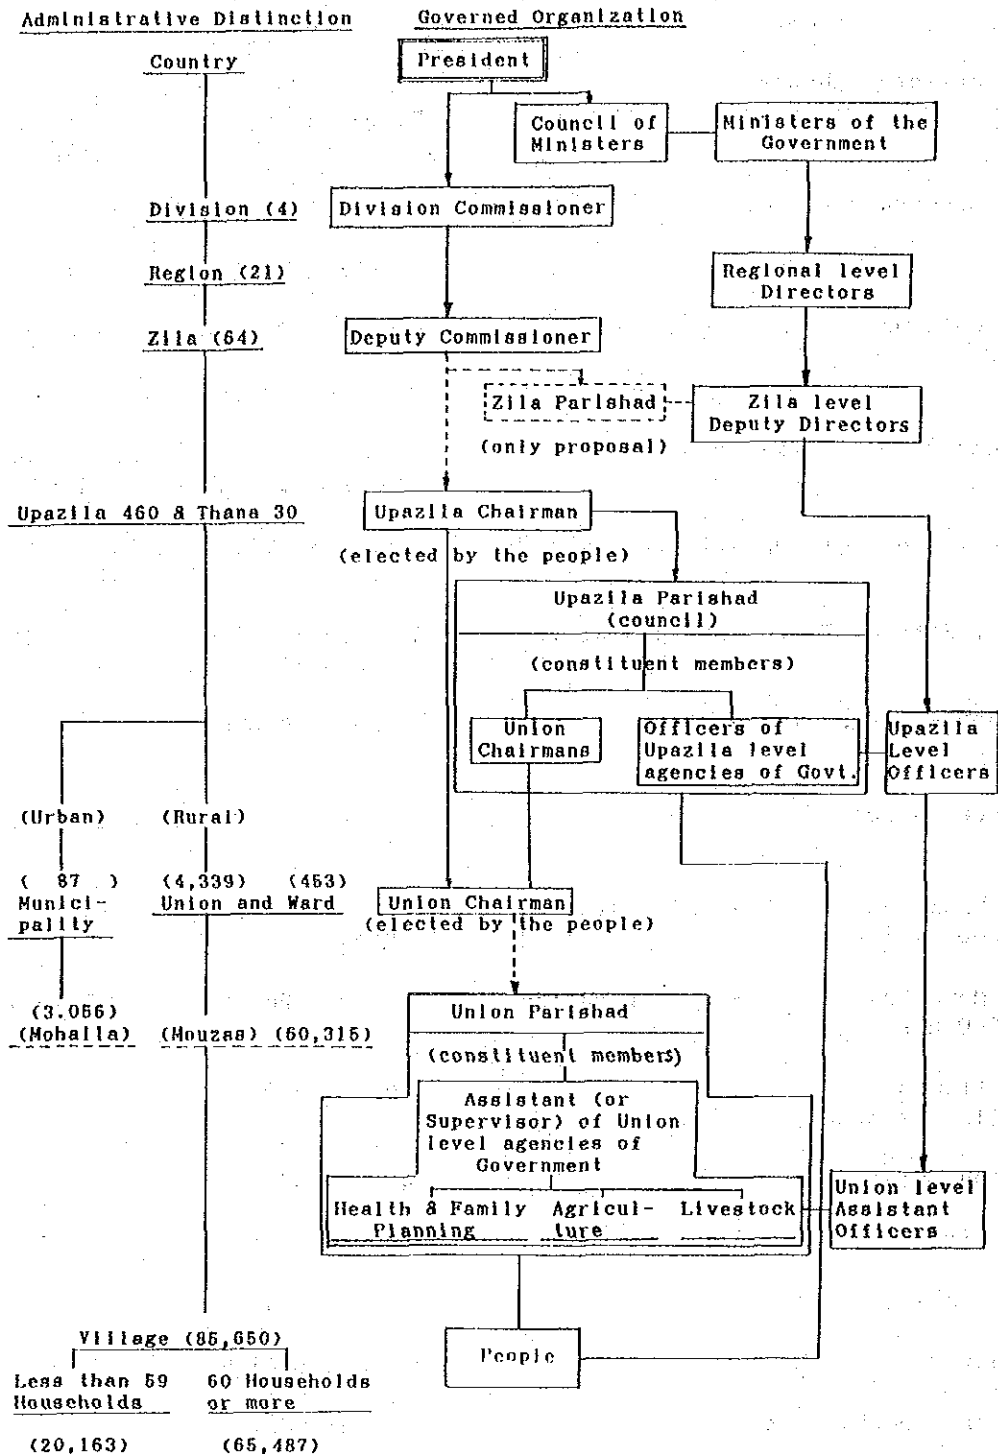 Administrative Distinction
Governed Organization
Country
President
Council of
Ministers
Ministers of the
Government
Division (4)
Division Commissioner
Region (21)
Regional level
Directors
Zila (64)
Deputy Commissioner
Zila Parishad
(only proposal)
Zila level
Deputy Directors
Upazila 460 & Thana 30
Upazila Chairman
(elected by the people)
Upazila Parishad
(council)
(constituent members)
Union
Chairmans
Officers of
Upazila level
agencies of Govt.
Upazila
Level
Officers
(Urban)
(Rural)
( 87 )
Munici-
pality
(4,339) (453)
Union and Ward
Union Chairman
(elected by the people)
(3.056)
(Mohalla)
(Mouzas) (60,315)
Union Parishad
(constituent members)
Assistant (or
Supervisor) of Union
level agencies of
Government
Health & Family
Planning
Agricul-
ture
Livestock
Union level
Assistant
Officers
Village (85,650)
People
Less than 59
Households
60 Households
or more
(20,163)
(65,487)